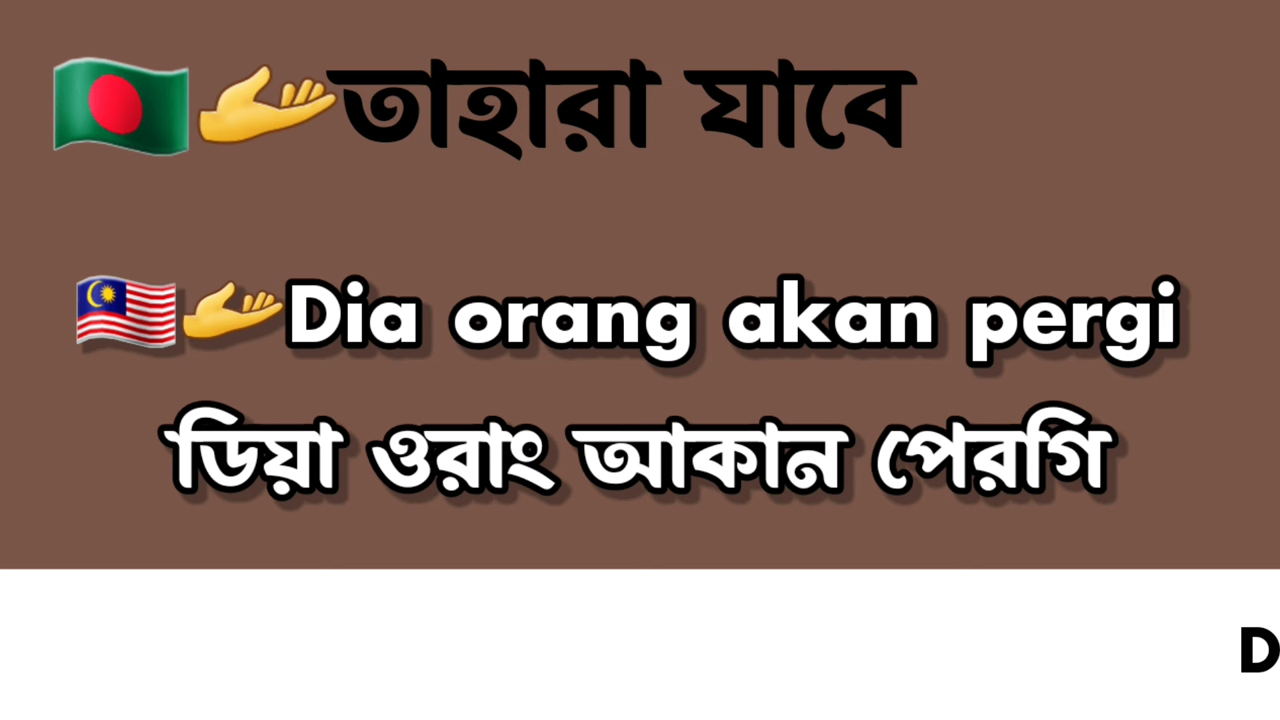 🇧🇩🫴তাহারা যাবে
🇲🇾🫴Dia orang akan pergi
ডিয়া ওরাং আকান পেরগি
D